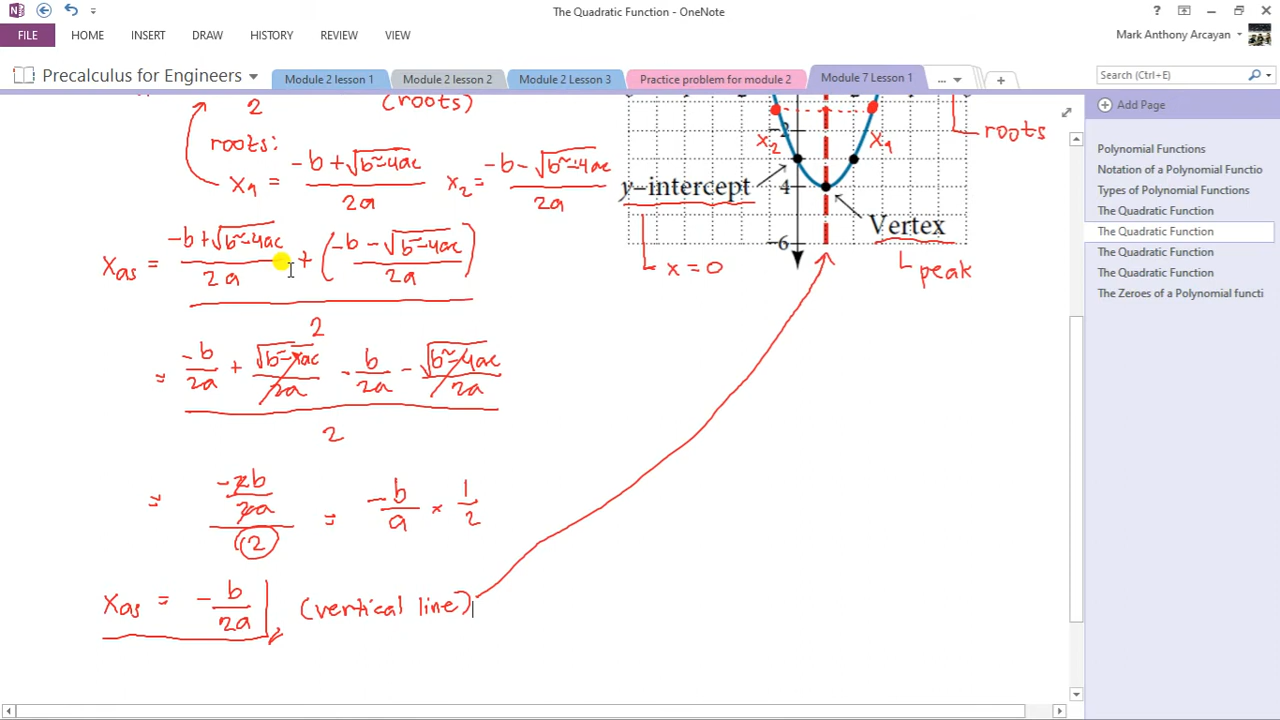 The Quadratic Function - OneNote
?
FILE HOME INSERT DRAW HISTORY REVIEW VIEW
Mark Anthony Arcayan
Precalculus for Engineers
Module 2 lesson 1
Module 2 lesson 2
Module 2 Lesson 3
Practice problem for module 2
Module 7 Lesson 1
...
+
Search (Ctrl+E)
Add Page
Polynomial Functions
Notation of a Polynomial Functio
Types of Polynomial Functions
The Quadratic Function
The Quadratic Function
The Quadratic Function
The Quadratic Function
The Zeroes of a Polynomial functi
2 (roots)
roots:
x1 = -b + √b² - 4ac / 2a x2 = -b - √b² - 4ac / 2a
xas = -b + √b² - 4ac / 2a + (-b - √b² - 4ac / 2a)
2
= -b / 2a + √b² - 4ac / 2a - b / 2a - √b² - 4ac / 2a
2
= -2b / 2a / 2 = -b / a × 1 / 2
xas = - b / 2a (vertical line)
roots
-2
x2 x1
y-intercept
4
Vertex
-6
x = 0
peak